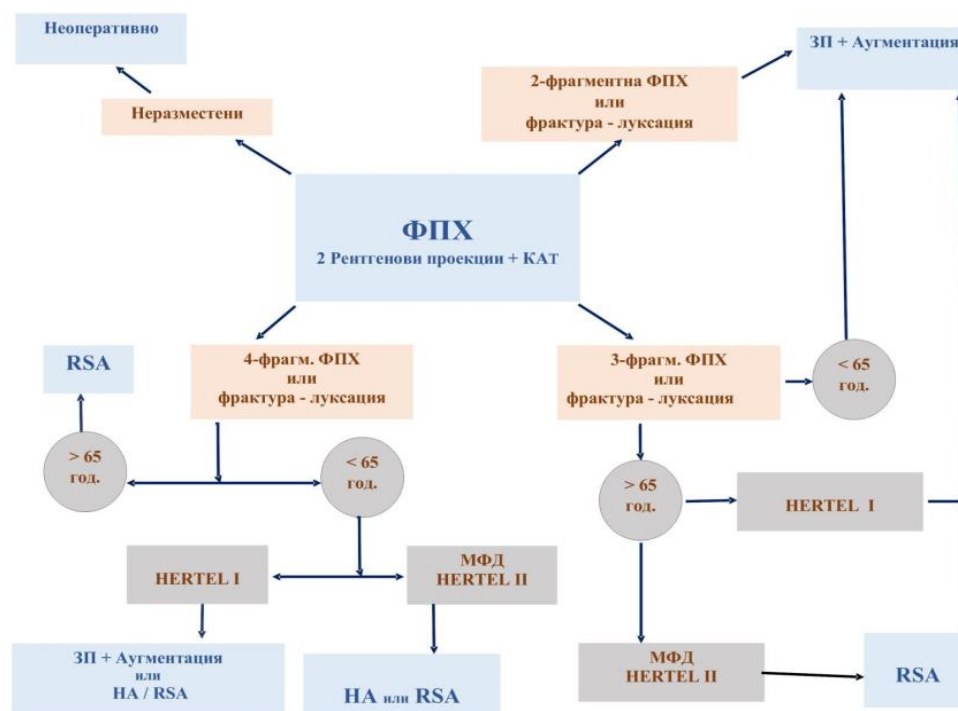 Неоперативно
Неразместени
2-фрагментна ФПХ
или
фрактура - луксация
ЗП + Аугментация
ФПХ
2 Рентгенови проекции + КАТ
RSA
4-фрагм. ФПХ
или
фрактура - луксация
3-фрагм. ФПХ
или
фрактура - луксация
< 65
год.
> 65
год.
< 65
год.
> 65
год.
HERTEL I
HERTEL I
МФД
HERTEL II
ЗП + Аугментация
или
HA / RSA
HA или RSA
МФД
HERTEL II
RSA